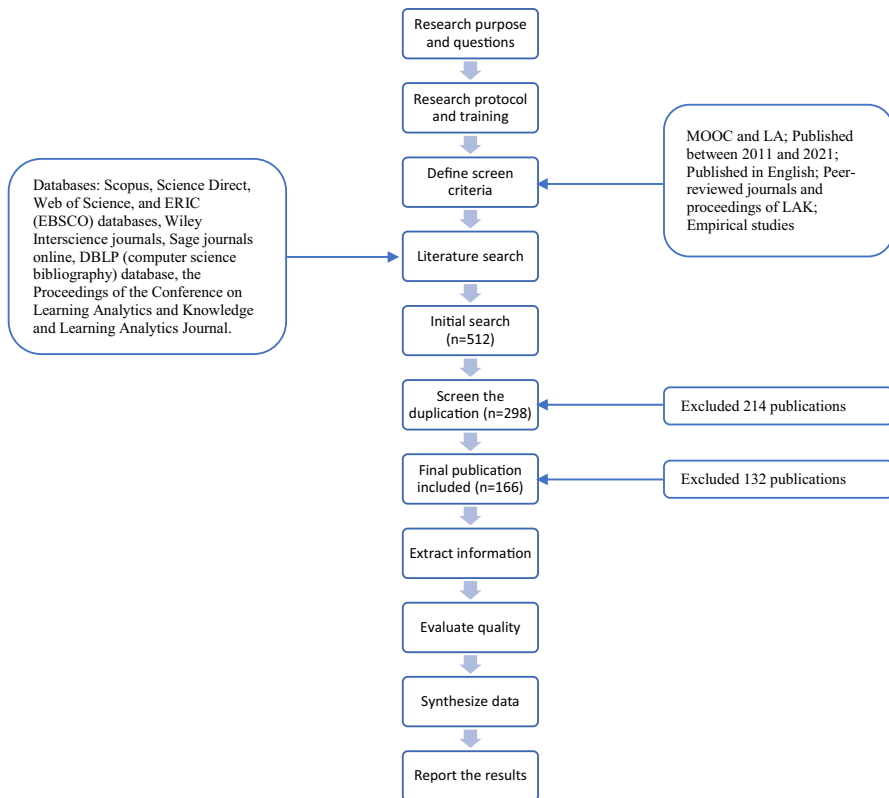 Research purpose
and questions
Research protocol
and training
Define screen
criteria
MOOC and LA; Published
between 2011 and 2021;
Published in English; Peer-
reviewed journals and
proceedings of LAK;
Empirical studies
Databases: Scopus, Science Direct,
Web of Science, and ERIC
(EBSCO) databases, Wiley
Interscience journals, Sage journals
online, DBLP (computer science
bibliography) database, the
Proceedings of the Conference on
Learning Analytics and Knowledge
and Learning Analytics Journal.
Literature search
Initial search
(n=512)
Screen the
duplication (n=298)
Excluded 214 publications
Final publication
included (n=166)
Excluded 132 publications
Extract information
Evaluate quality
Synthesize data
Report the results